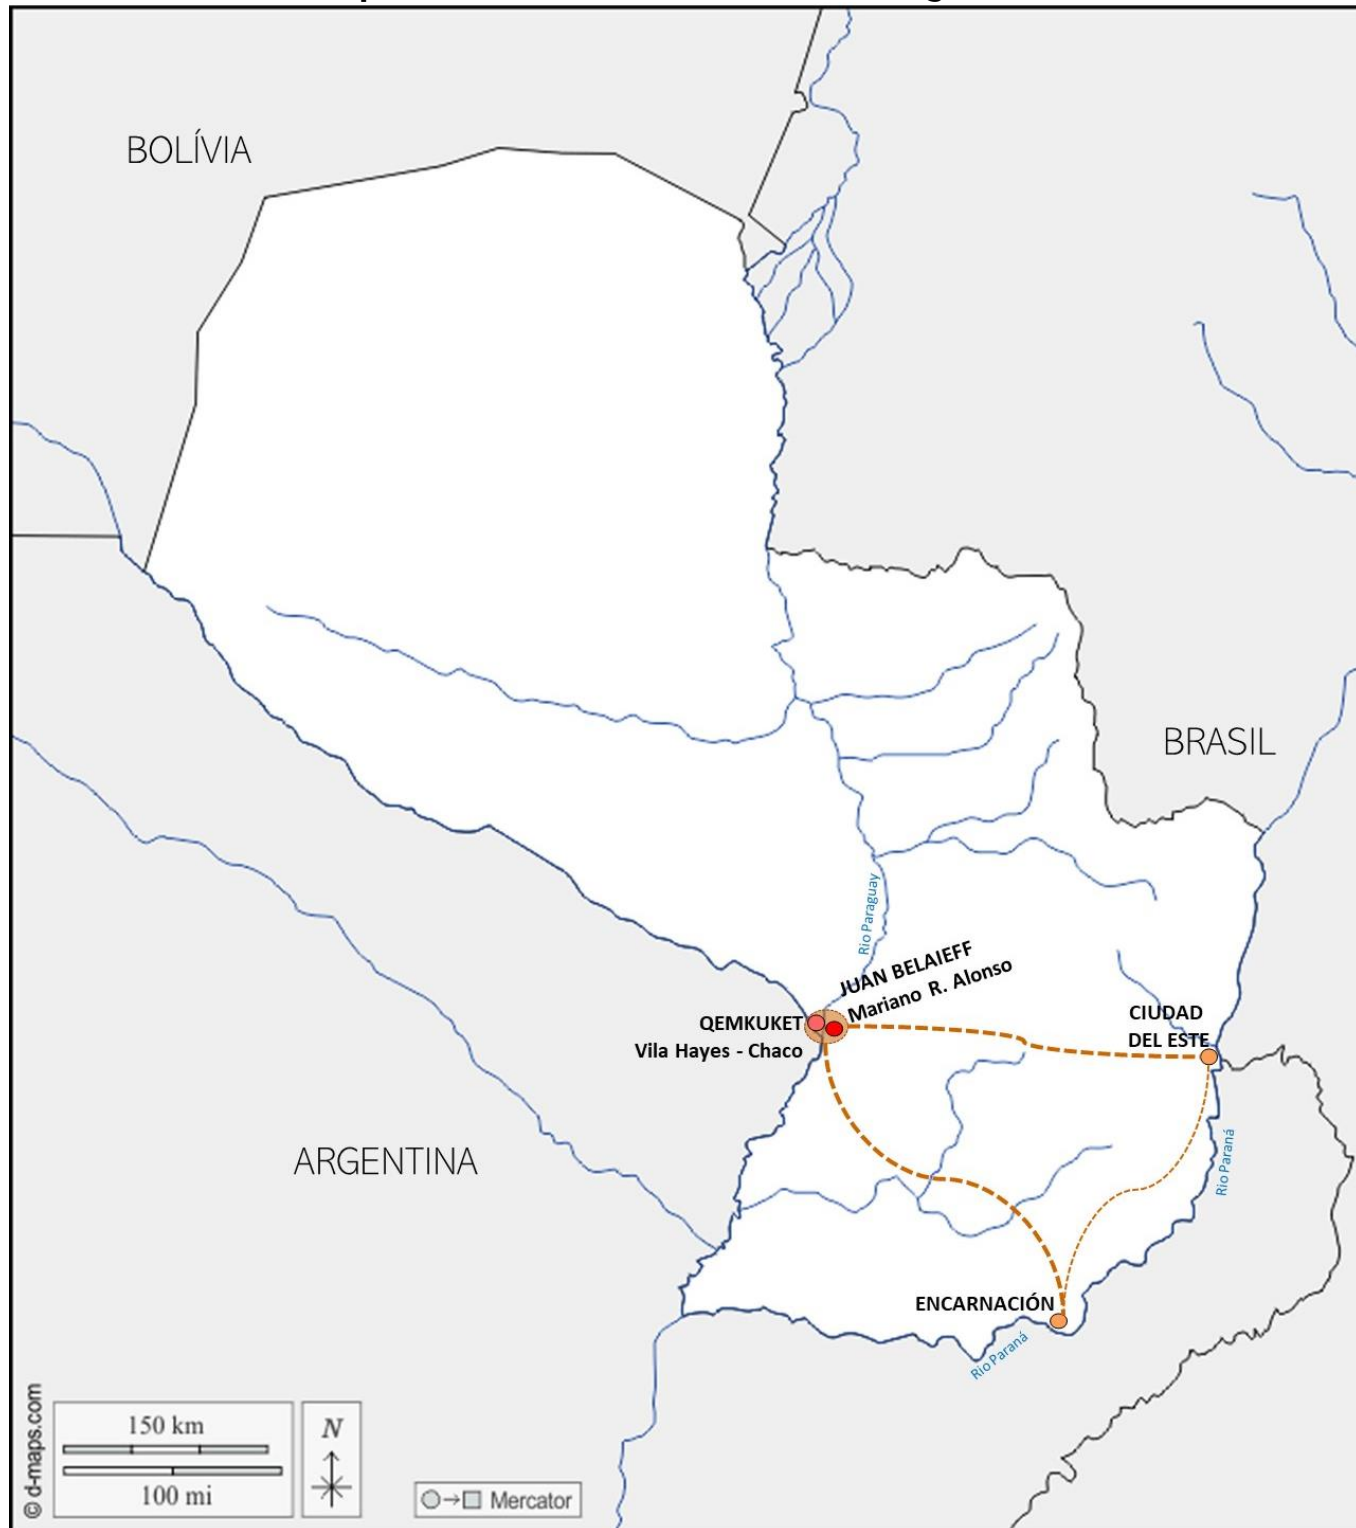 BOLÍVIA
BRASIL
Rio Paraguay
JUAN BELAIEFF
Mariano R. Alonso
QEMKUKET
Vila Hayes - Chaco
CIUDAD
DEL ESTE
ARGENTINA
Rio Paraná
ENCARNACIÓN
Rio Paraná
© d-maps.com
150 km
100 mi
N
Mercator